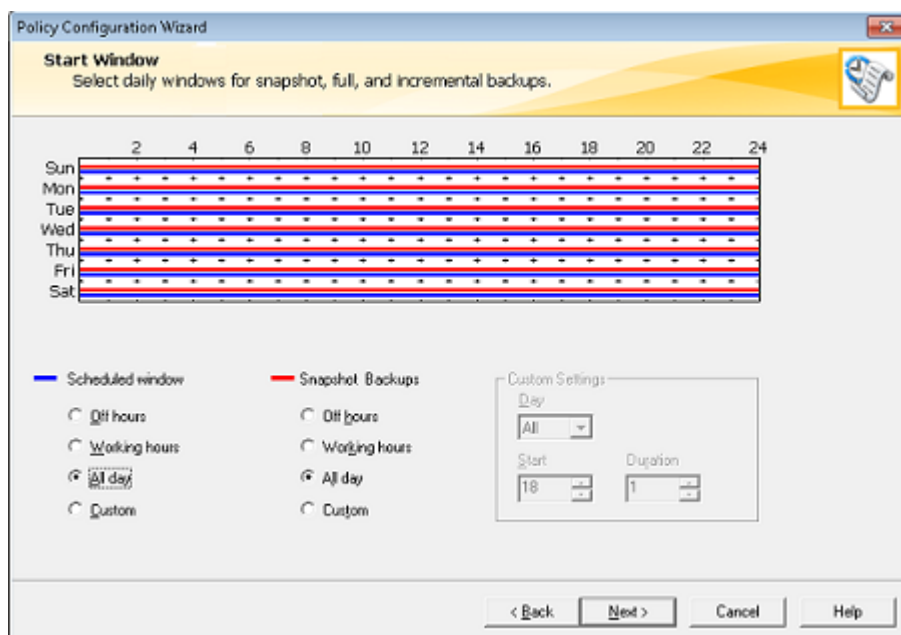 Policy Configuration Wizard
Start Window
Select daily windows for snapshot, full, and incremental backups.
2 4 6 8 10 12 14 16 18 20 22 24
Sun
Mon
Tue
Wed
Thu
Fri
Sat
Scheduled window
Off hours
Working hours
All day
Custom
Snapshot Backups
Off hours
Working hours
All day
Custom
Custom Settings
Day
All
Start Duration
18 1
< Back Next > Cancel Help